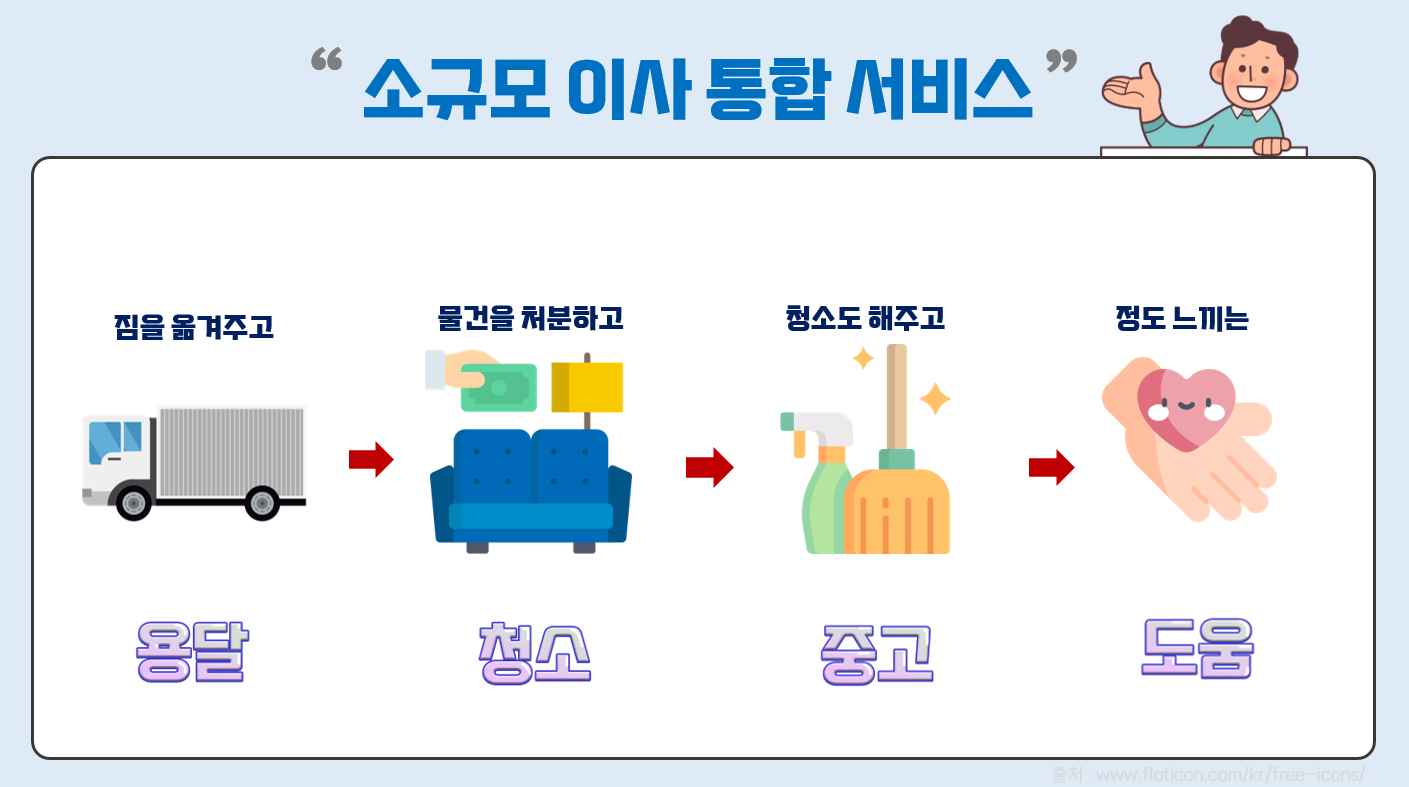 “ 소규모 이사 통합 서비스 ”
짐을 옮겨주고
물건을 처분하고
청소도 해주고
정도 느끼는
용달
청소
중고
도움
출처 : www.flaticon.com/kr/free-icons/